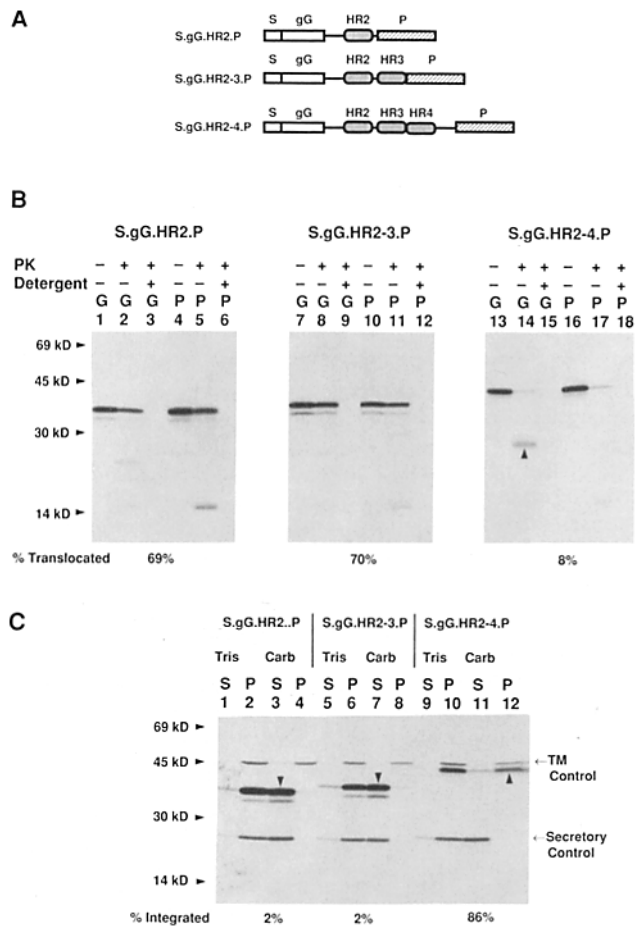 A
S gG HR2 P
S.gG.HR2.P
S gG HR2 HR3 P
S.gG.HR2-3.P
S gG HR2 HR3 HR4 P
S.gG.HR2-4.P
B
S.gG.HR2.P S.gG.HR2-3.P S.gG.HR2-4.P
PK – + + – + + – + + – + + – + + – + +
Detergent – – + – – + – – + – – + – – + – – +
G G G P P P G G G P P P G G G P P P
1 2 3 4 5 6 7 8 9 10 11 12 13 14 15 16 17 18
69 kD ►
45 kD ►
30 kD ►
14 kD ►
% Translocated 69% 70% 8%
C
S.gG.HR2..P S.gG.HR2-3.P S.gG.HR2-4.P
Tris Carb Tris Carb Tris Carb
S P S P S P S P S P S P
1 2 3 4 5 6 7 8 9 10 11 12
69 kD ►
45 kD ►
←TM
Control
30 kD ►
←Secretory
Control
14 kD ►
% Integrated 2% 2% 86%